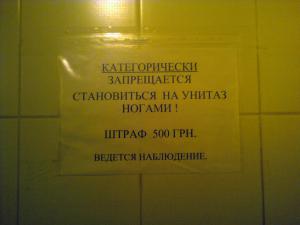 КАТЕГОРИЧЕСКИ
ЗАПРЕЩАЕТСЯ
СТАНОВИТЬСЯ НА УНИТАЗ
НОГАМИ !
ШТРАФ 500 ГРН.
ВЕДЕТСЯ НАБЛЮДЕНИЕ.